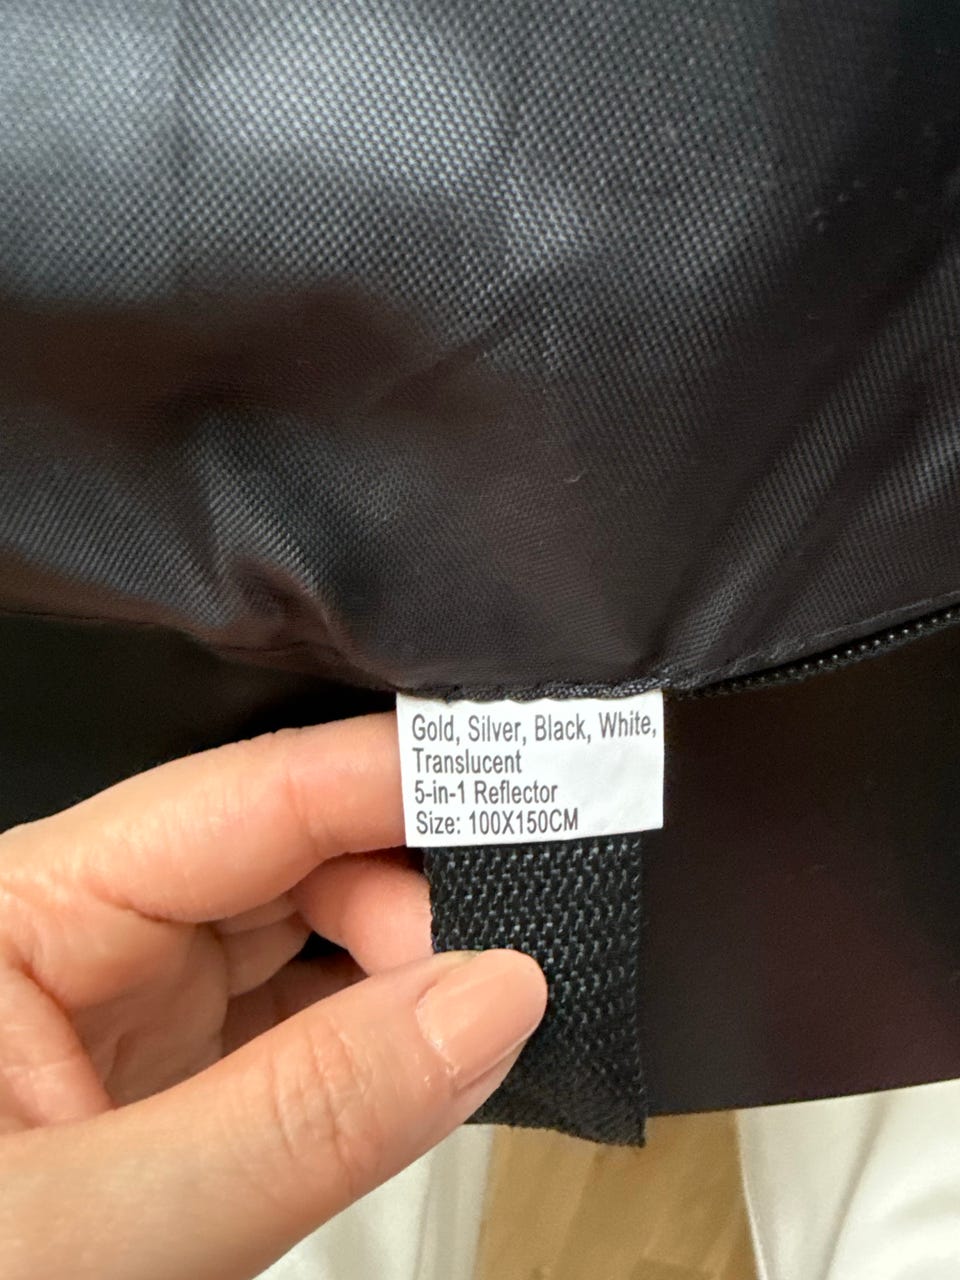 Gold, Silver, Black, White,
Translucent
5-in-1 Reflector
Size: 100X150CM